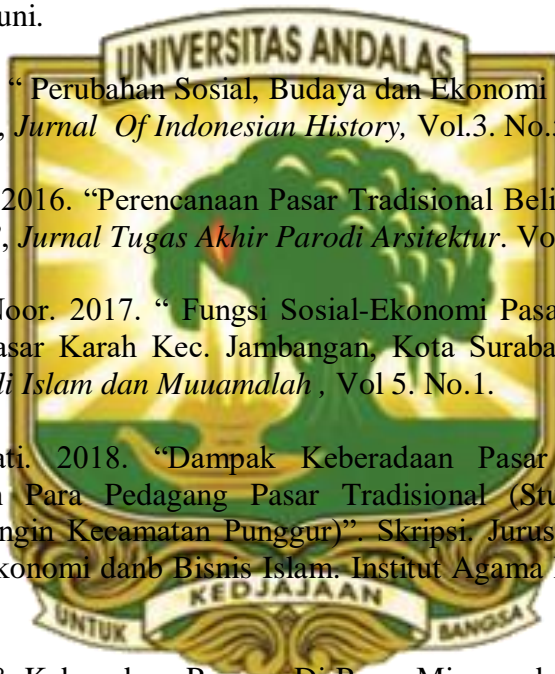 uni.
UNIVERSITAS ANDALAS
“ Perubahan Sosial, Budaya dan Ekonomi
, Jurnal Of Indonesian History, Vol.3. No.
2016. “Perencanaan Pasar Tradisional Beli
, Jurnal Tugas Akhir Parodi Arsitektur. Vo
Noor. 2017. “ Fungsi Sosial-Ekonomi Pasa
asar Karah Kec. Jambangan, Kota Suraba
di Islam dan Muuamalah , Vol 5. No.1.
ati. 2018. “Dampak Keberadaan Pasar
n Para Pedagang Pasar Tradisional (Stu
ngin Kecamatan Punggur)”. Skripsi. Jurus
konomi danb Bisnis Islam. Institut Agama
KEDJAJAAN
UNTUK BANGSA